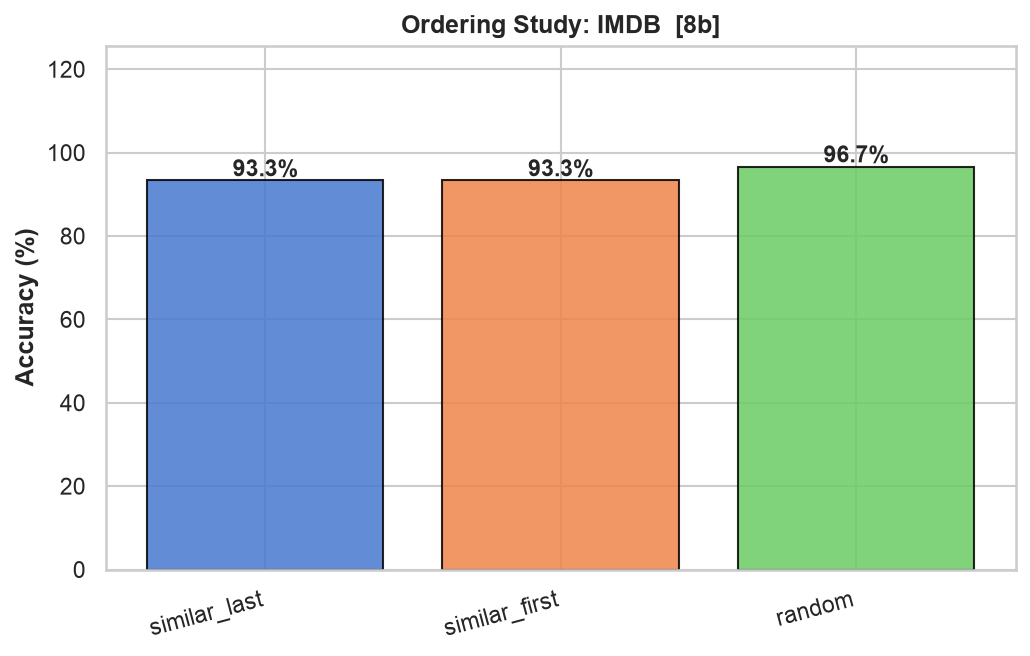 Ordering Study: IMDB [8b]
Accuracy (%)
120
100
80
60
40
20
0
93.3%
93.3%
96.7%
similar_last
similar_first
random